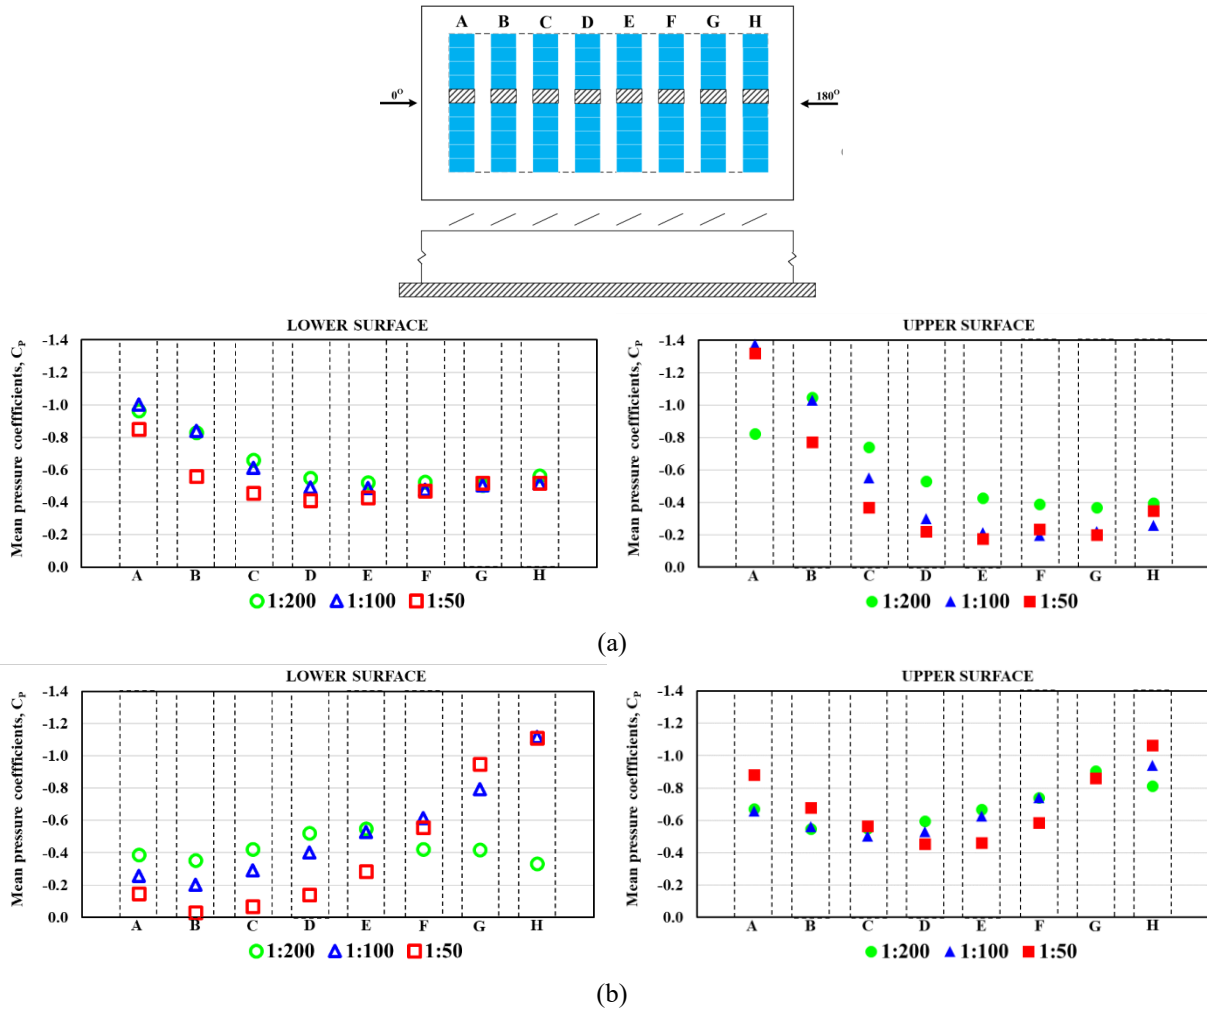 A B C D E F G H
0°
180°
LOWER SURFACE
Mean pressure coeffficients, CP
-1.4
-1.2
-1.0
-0.8
-0.6
-0.4
-0.2
0.0
A B C D E F G H
1:200 1:100 1:50
UPPER SURFACE
Mean pressure coeffficients, CP
-1.4
-1.2
-1.0
-0.8
-0.6
-0.4
-0.2
0.0
A B C D E F G H
1:200 1:100 1:50
(a)
LOWER SURFACE
Mean pressure coeffficients, CP
-1.4
-1.2
-1.0
-0.8
-0.6
-0.4
-0.2
0.0
A B C D E F G H
1:200 1:100 1:50
UPPER SURFACE
Mean pressure coeffficients, CP
-1.4
-1.2
-1.0
-0.8
-0.6
-0.4
-0.2
0.0
A B C D E F G H
1:200 1:100 1:50
(b)